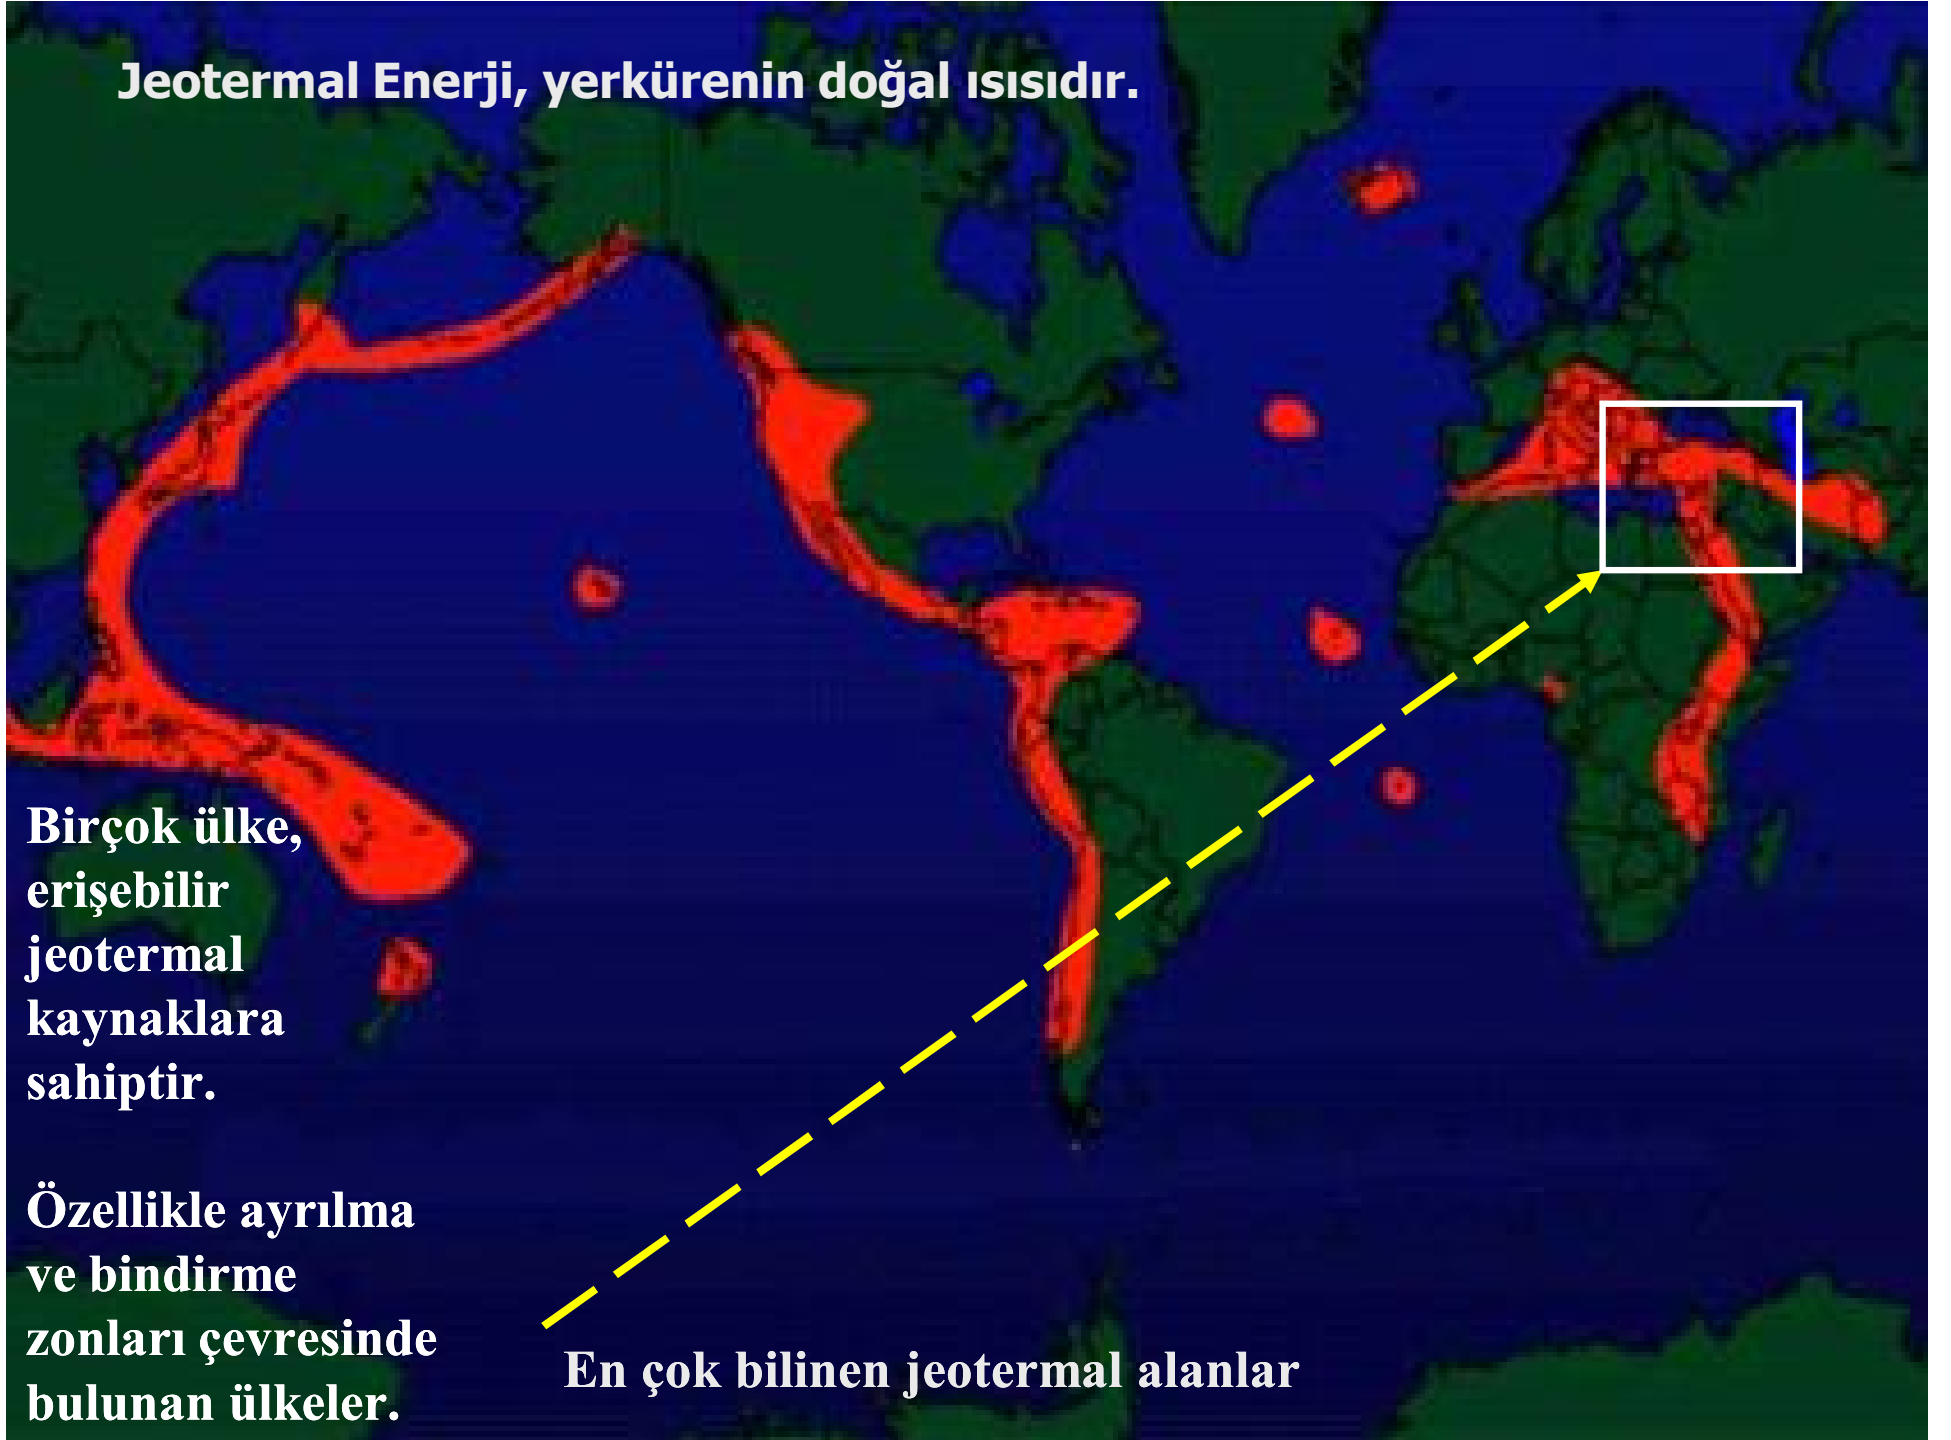 Jeotermal Enerji, yerkürenin doğal ısısıdır.
Birçok ülke,
erişebilir
jeotermal
kaynaklara
sahiptir.
Özellikle ayrılma
ve bindirme
zonları çevresinde
bulunan ülkeler.
En çok bilinen jeotermal alanlar